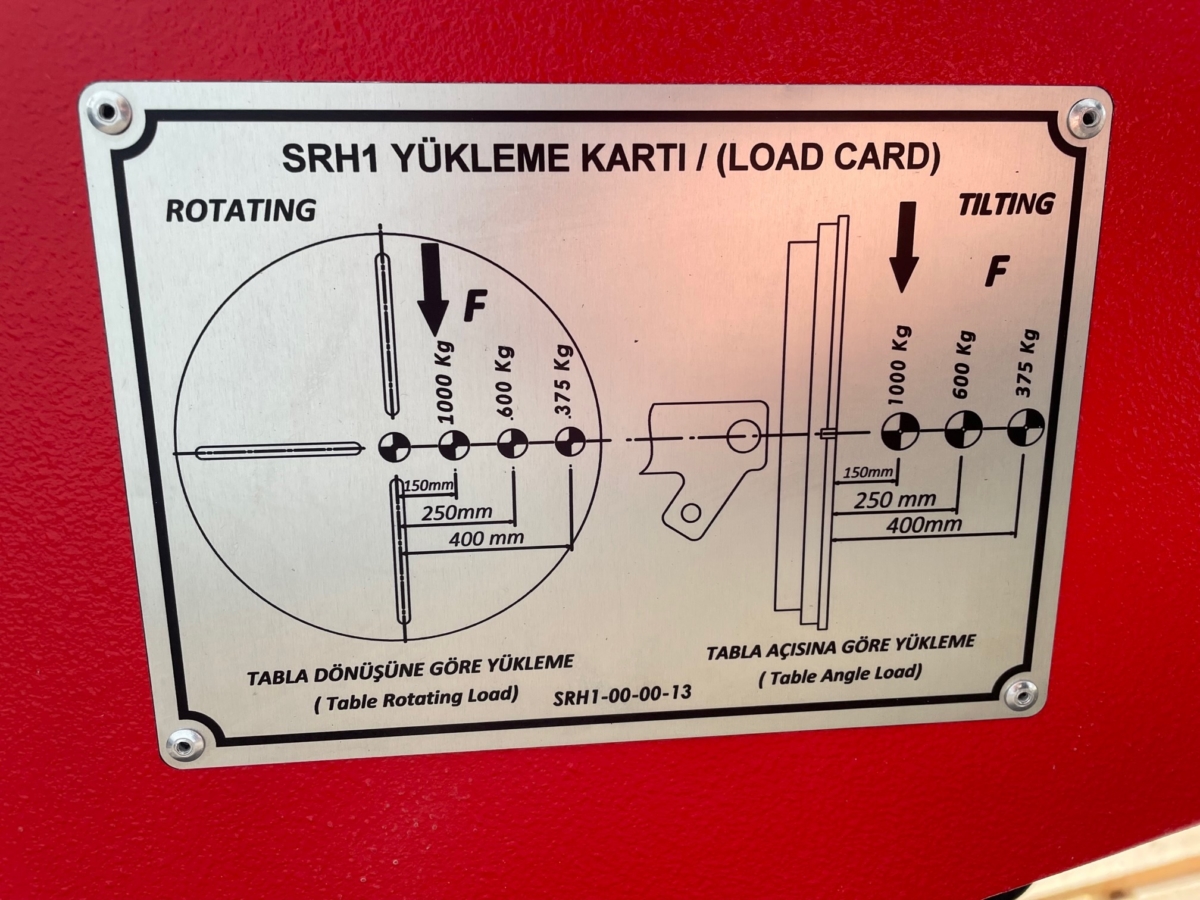 SRH1 YÜKLEME KARTI / (LOAD CARD)
ROTATING
F
1000 Kg
.600 Kg
.375 Kg
150mm
250mm
400 mm
TABLA DÖNÜŞÜNE GÖRE YÜKLEME
( Table Rotating Load)
SRH1-00-00-13
TILTING
F
1000 Kg
600 Kg
375 Kg
150mm
250 mm
400mm
TABLA AÇISINA GÖRE YÜKLEME
( Table Angle Load)